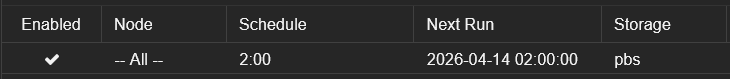 Enabled Node Schedule Next Run Storage
-- All -- 2:00 2026-04-14 02:00:00 pbs